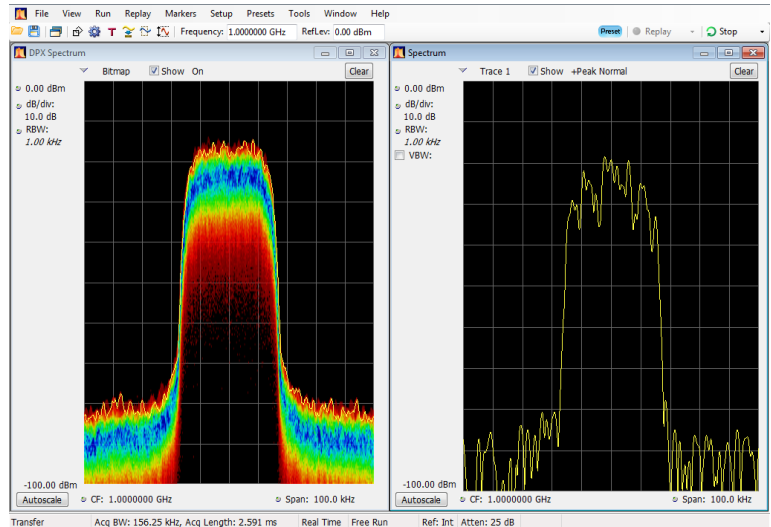 File View Run Replay Markers Setup Presets Tools Window Help
T Frequency: 1.0000000 GHz RefLev: 0.00 dBm Preset Replay Stop
DPX Spectrum
Bitmap Show On Clear
0.00 dBm
dB/div:
10.0 dB
RBW:
1.00 kHz
-100.00 dBm
Autoscale CF: 1.0000000 GHz Span: 100.0 kHz
Spectrum
Trace 1 Show +Peak Normal Clear
0.00 dBm
dB/div:
10.0 dB
RBW:
1.00 kHz
VBW:
-100.00 dBm
Autoscale CF: 1.0000000 GHz Span: 100.0 kHz
Transfer Acq BW: 156.25 kHz, Acq Length: 2.591 ms Real Time Free Run Ref: Int Atten: 25 dB